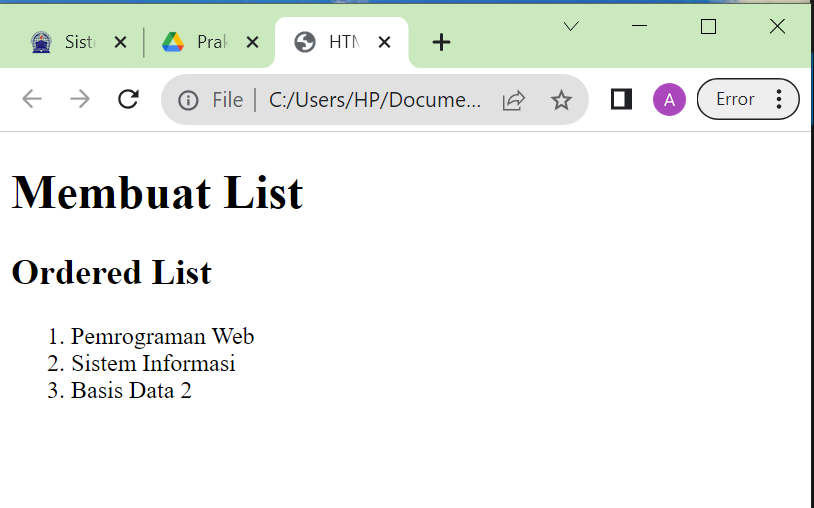 Sist
Prak
HTM
File
C:/Users/HP/Docume...
A
Error
Membuat List
Ordered List
1. Pemrograman Web
2. Sistem Informasi
3. Basis Data 2